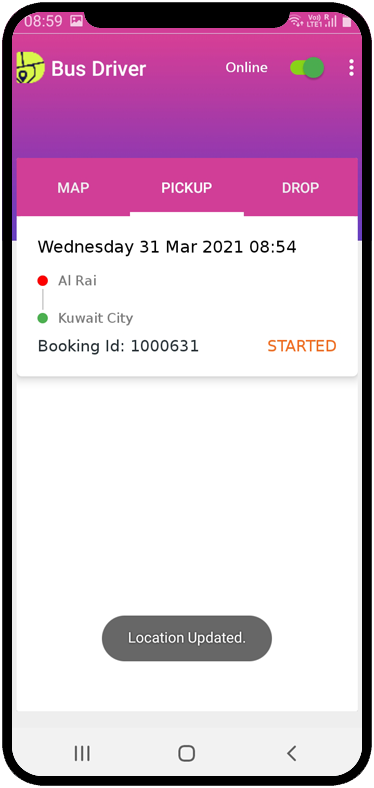 08:59 Vo)) R
LTE1
Bus Driver Online
MAP PICKUP DROP
Wednesday 31 Mar 2021 08:54
Al Rai
Kuwait City
Booking Id: 1000631 STARTED
Location Updated.